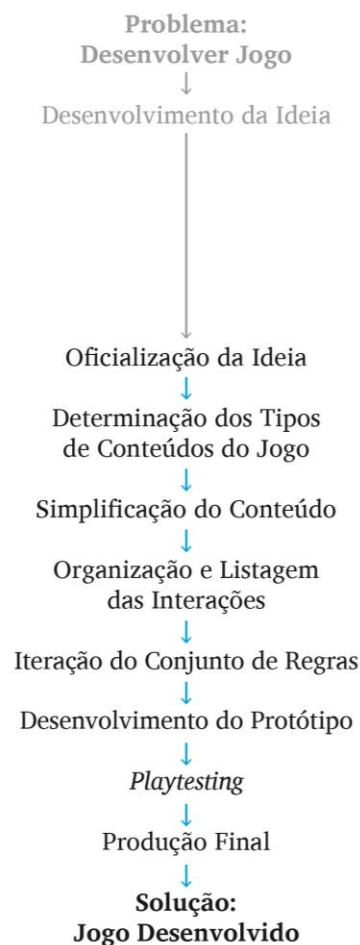 Problema:
Desenvolver Jogo
↓
Desenvolvimento da Ideia
↓
Oficialização da Ideia
↓
Determinação dos Tipos
de Conteúdos do Jogo
↓
Simplificação do Conteúdo
↓
Organização e Listagem
das Interações
↓
Iteração do Conjunto de Regras
↓
Desenvolvimento do Protótipo
↓
Playtesting
↓
Produção Final
↓
Solução:
Jogo Desenvolvido